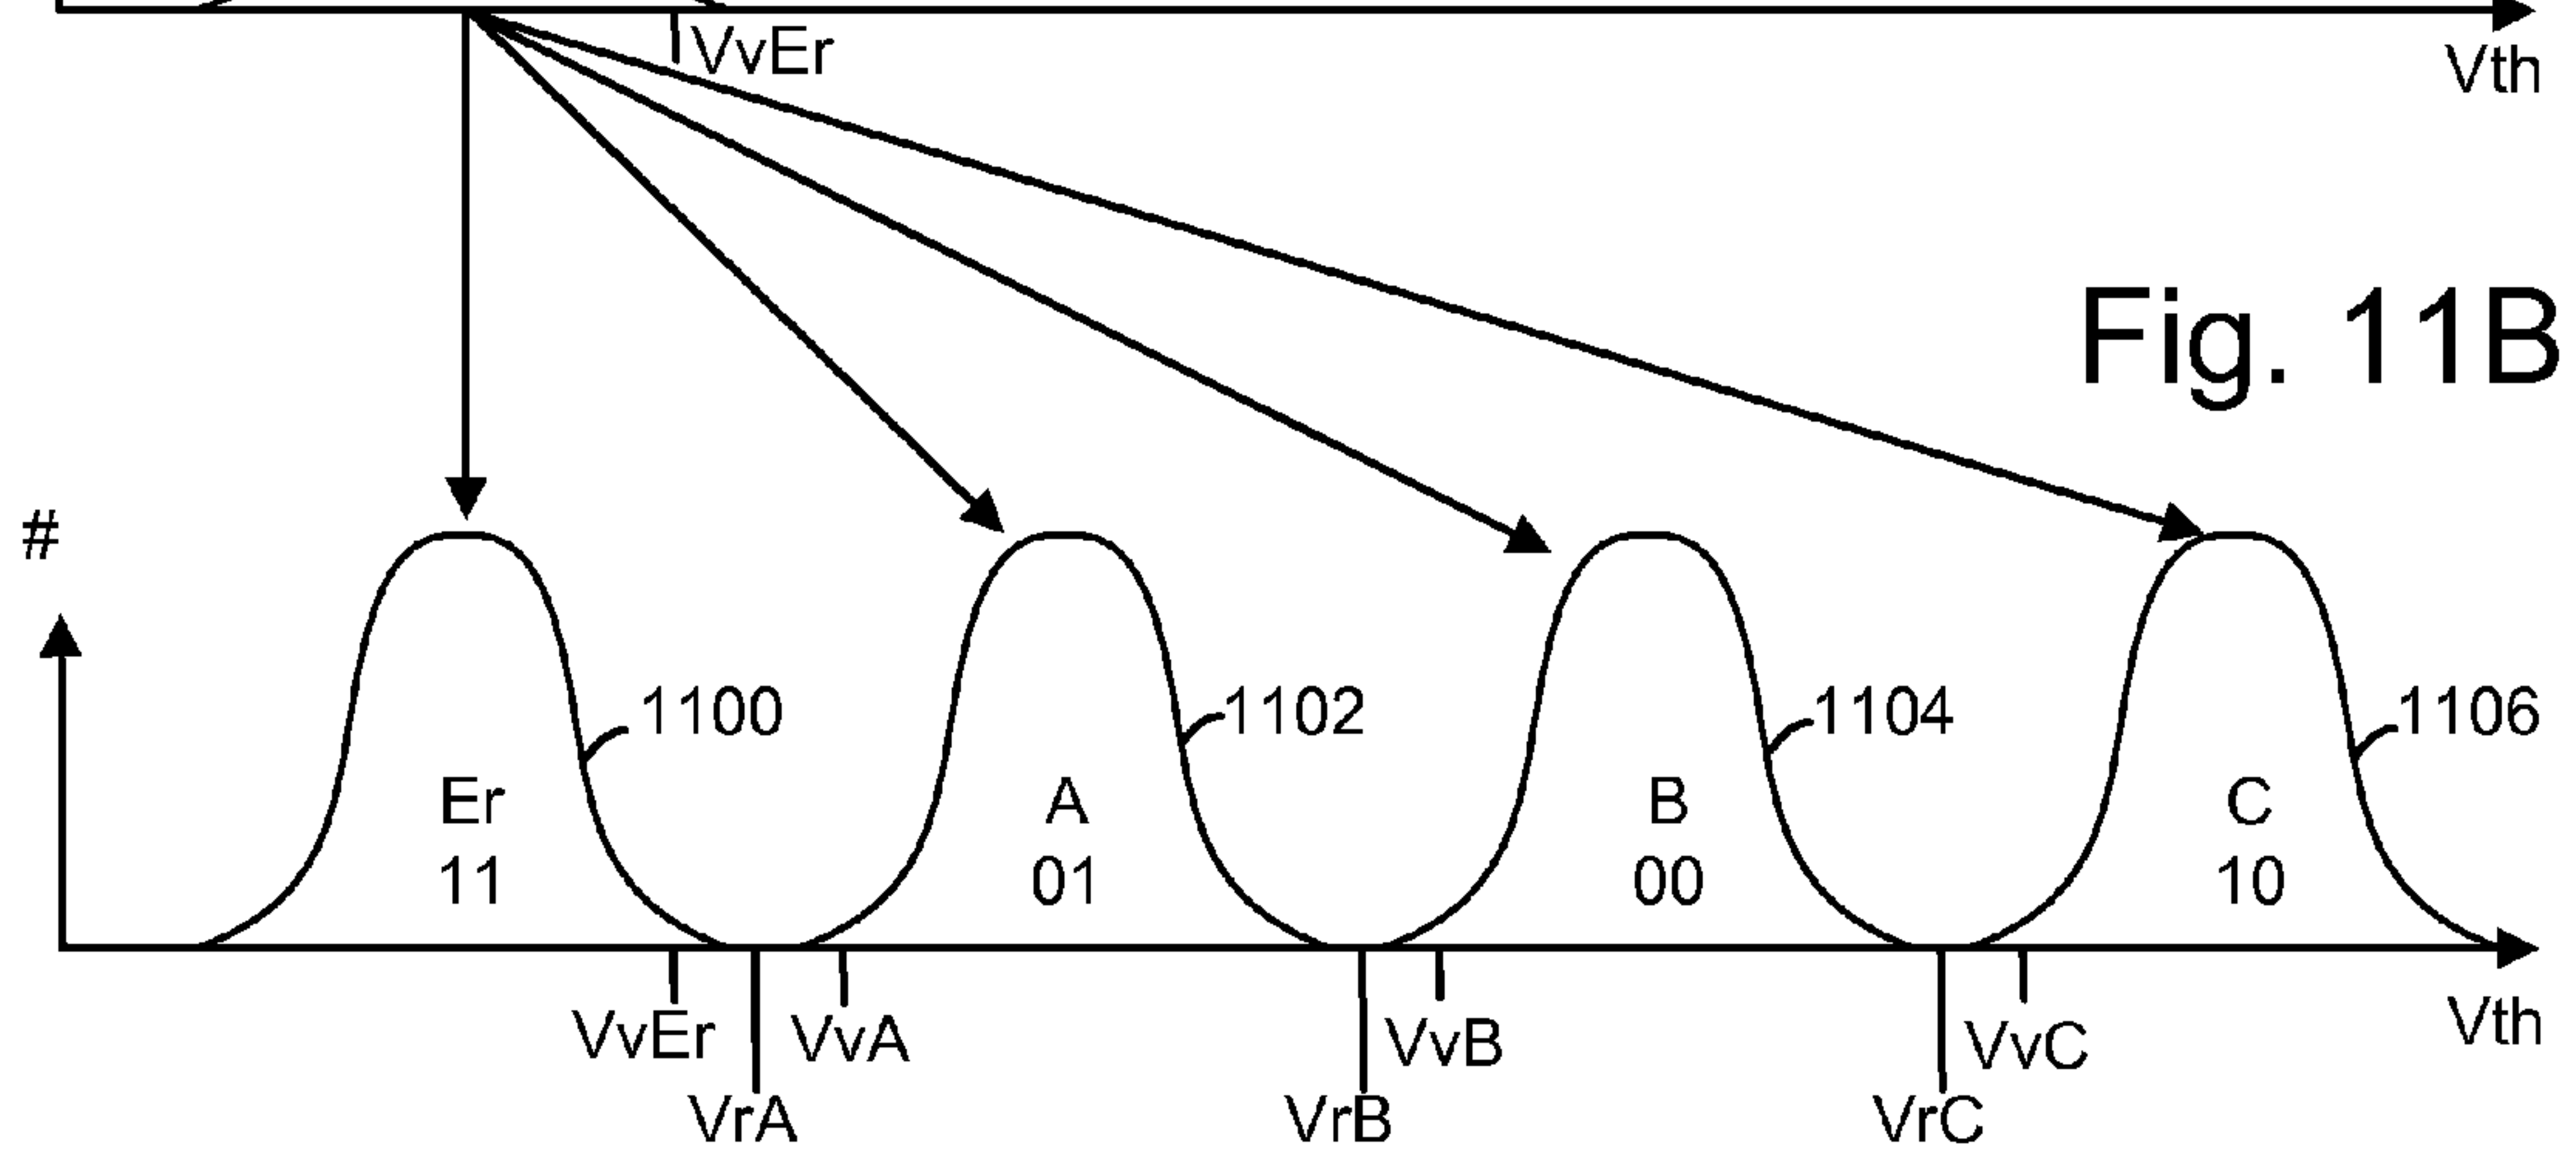 VvEr
Vth
Fig. 11B
#
1100
1102
1104
1106
Er
A
B
C
11
01
00
10
VvEr
VvA
VvB
VvC
Vth
VrA
VrB
VrC